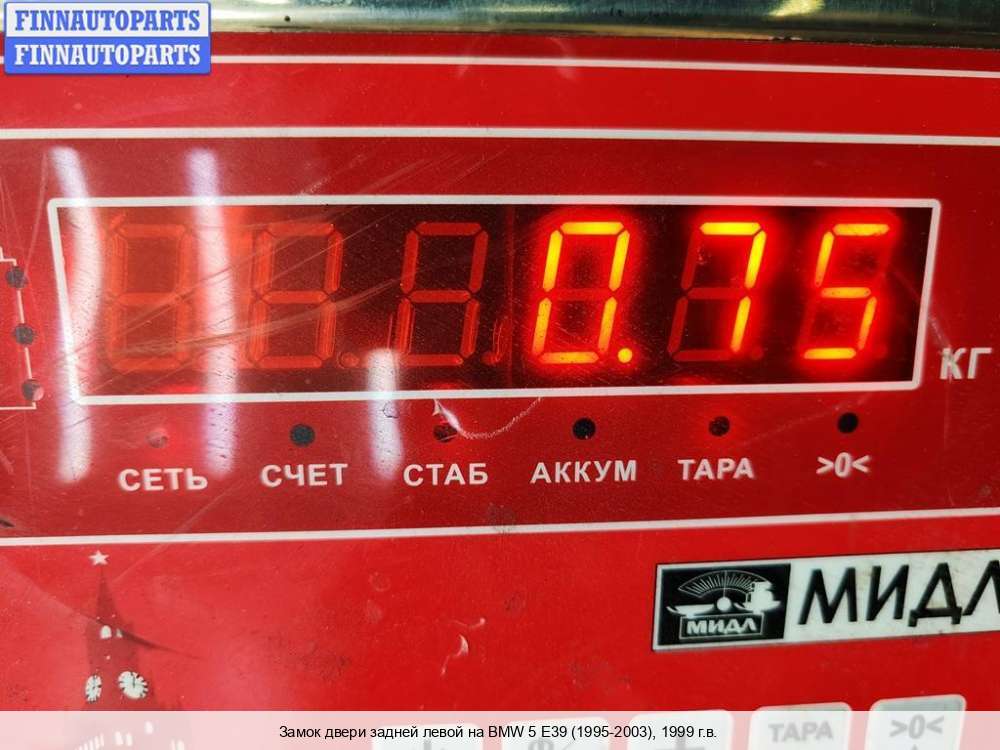 FINNAUTOPARTS
FINNAUTOPARTS
0.75
КГ
СЕТЬ СЧЕТ СТАБ АККУМ ТАРА >0<
МИДЛ МИДЛ
ТАРА >0<
Замок двери задней левой на BMW 5 E39 (1995-2003), 1999 г.в.